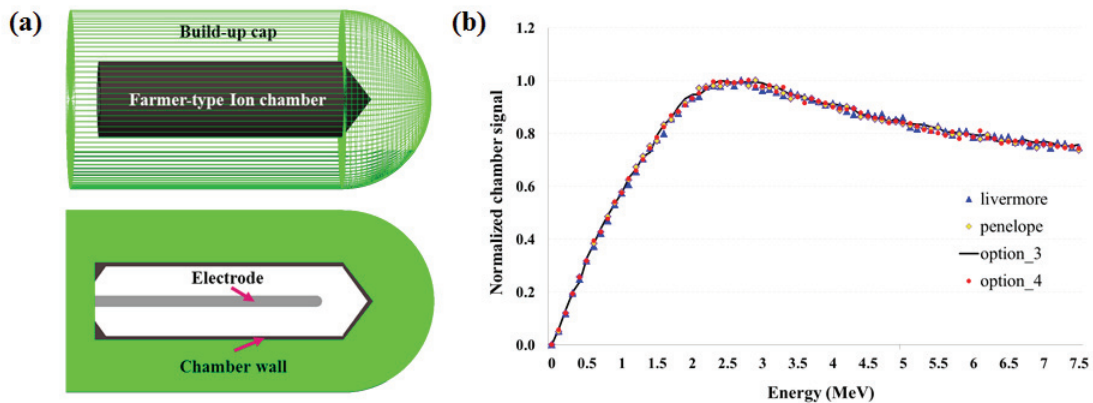 (a)
Build-up cap
Farmer-type Ion chamber
Electrode
Chamber wall
(b)
Normalized chamber signal
1.2
1.0
0.8
0.6
0.4
0.2
0.0
0 0.5 1 1.5 2 2.5 3 3.5 4 4.5 5 5.5 6 6.5 7 7.5
Energy (MeV)
livermore
penelope
option_3
option_4